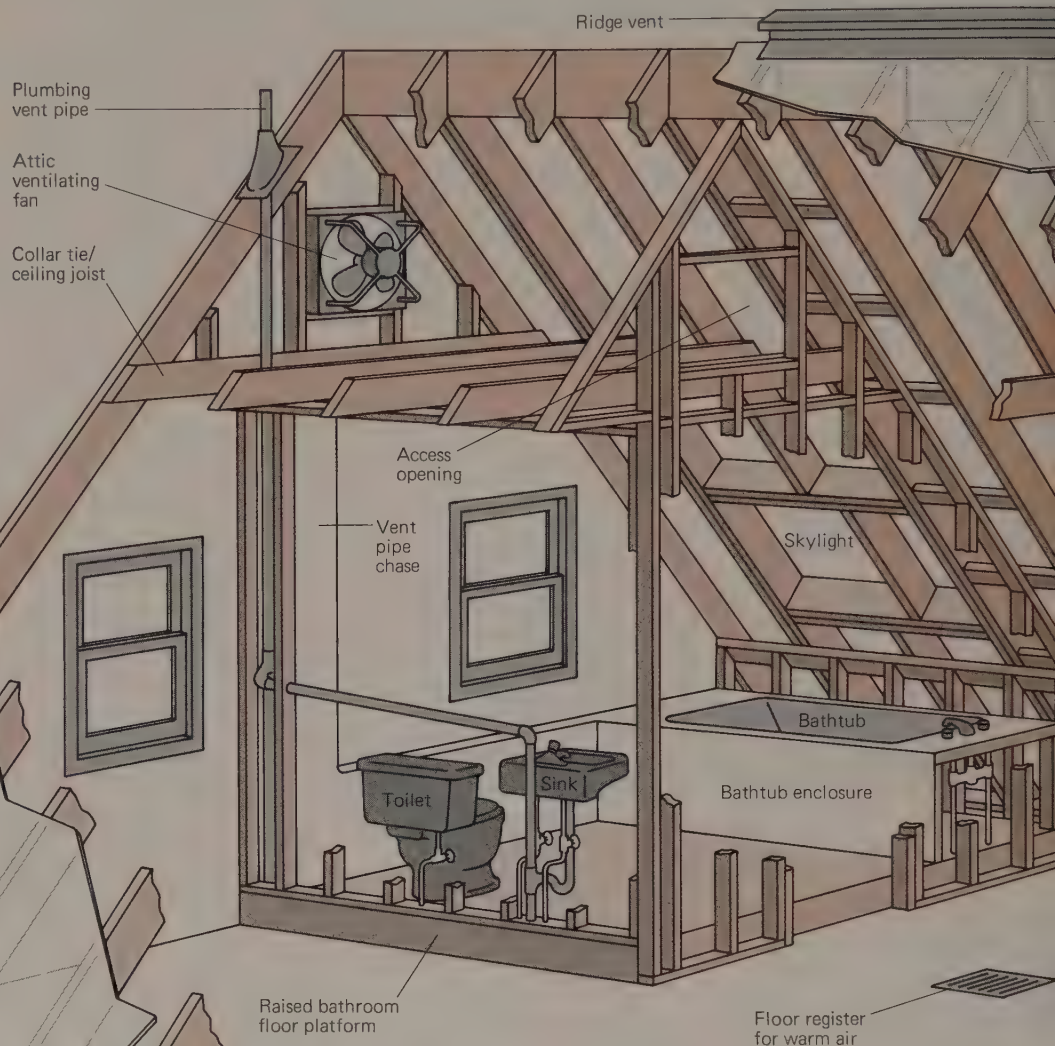 Ridge vent
Plumbing
vent pipe
Attic
ventilating
fan
Collar tie/
ceiling joist
Access
opening
Vent
pipe
chase
Skylight
Bathtub
Toilet
Sink
Bathtub enclosure
Raised bathroom
floor platform
Floor register
for warm air